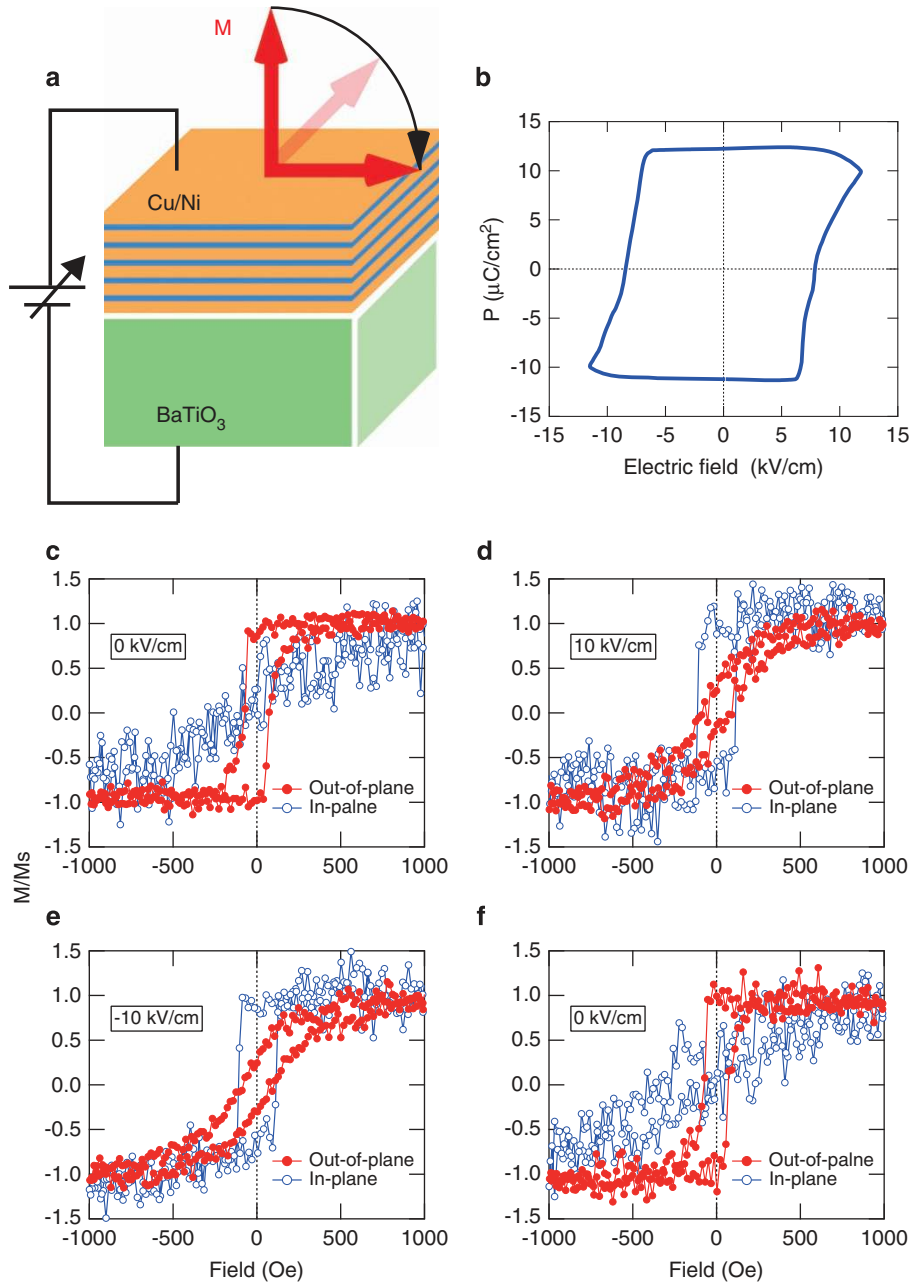 a
M
Cu/Ni
BaTiO3
b
15
10
5
0
-5
-10
-15
P (μC/cm2)
-15 -10 -5 0 5 10 15
Electric field (kV/cm)
c
1.5
1.0
0.5
0.0
-0.5
-1.0
-1.5
0 kV/cm
Out-of-plane
In-palne
-1000 -500 0 500 1000
d
1.5
1.0
0.5
0.0
-0.5
-1.0
-1.5
10 kV/cm
Out-of-plane
In-plane
-1000 -500 0 500 1000
M/Ms
e
1.5
1.0
0.5
0.0
-0.5
-1.0
-1.5
-10 kV/cm
Out-of-plane
In-plane
-1000 -500 0 500 1000
Field (Oe)
f
1.5
1.0
0.5
0.0
-0.5
-1.0
-1.5
0 kV/cm
Out-of-palne
In-plane
-1000 -500 0 500 1000
Field (Oe)